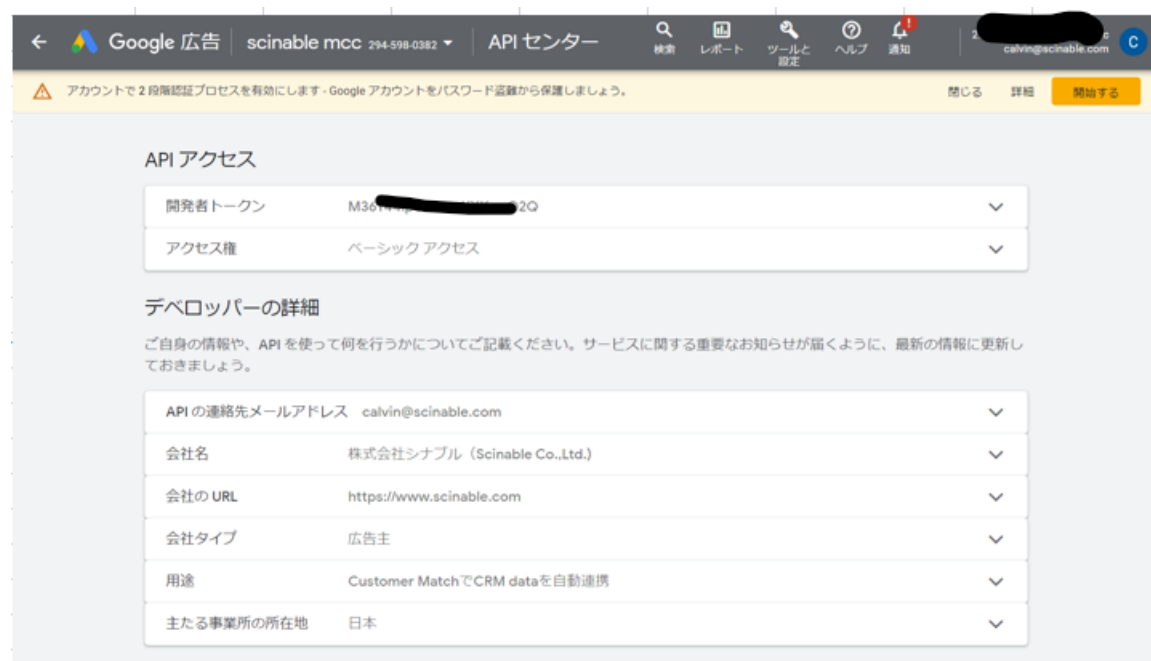 Google 広告 scinable mcc 294-598-0382 API センター
検索 レポート ツールと設定 ヘルプ 通知
calvin@scinable.com C
アカウントで 2 段階認証プロセスを有効にします - Google アカウントをパスワード盗難から保護しましょう。 閉じる 詳細 開始する
API アクセス
開発者トークン
アクセス権 ベーシック アクセス
デベロッパーの詳細
ご自身の情報や、API を使って何を行うかについてご記載ください。サービスに関する重要なお知らせが届くように、最新の情報に更新し
ておきましょう。
API の連絡先メールアドレス calvin@scinable.com
会社名 株式会社シナブル（Scinable Co.,Ltd.)
会社の URL https://www.scinable.com
会社タイプ 広告主
用途 Customer MatchでCRM dataを自動連携
主たる事業所の所在地 日本